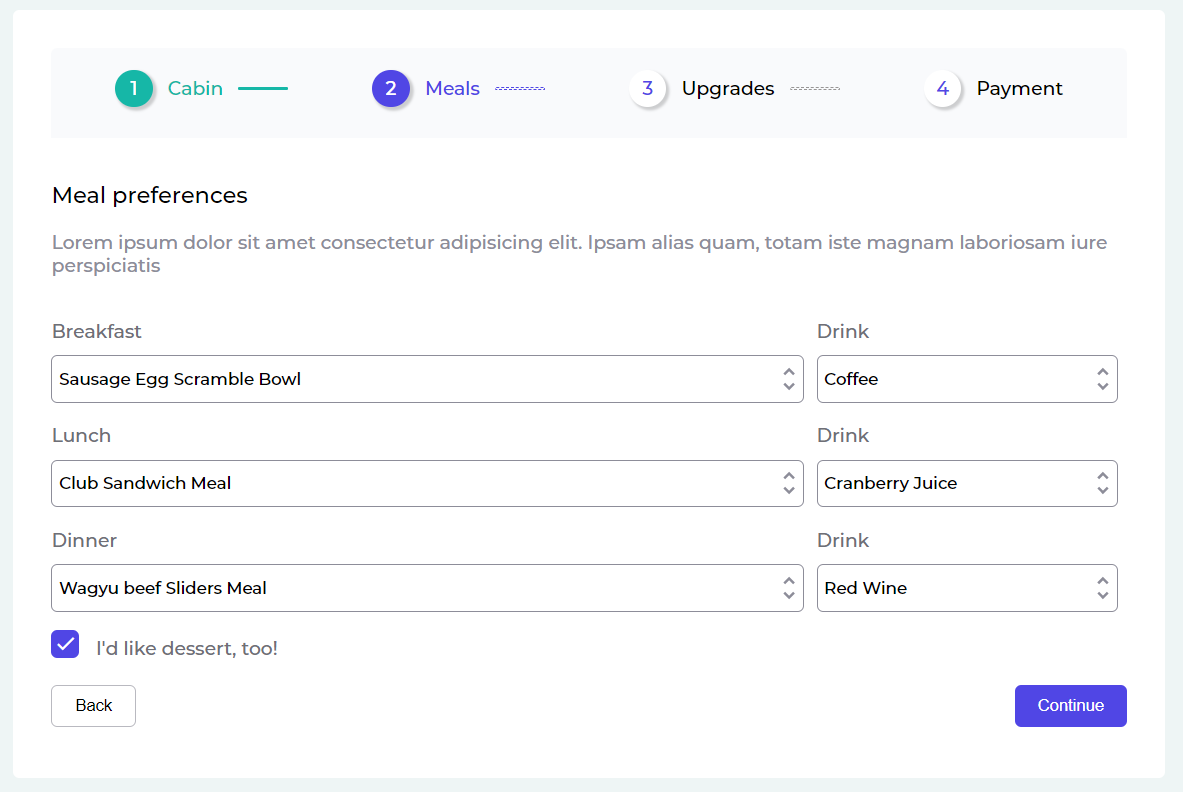 1 Cabin 2 Meals 3 Upgrades 4 Payment
Meal preferences
Lorem ipsum dolor sit amet consectetur adipisicing elit. Ipsam alias quam, totam iste magnam laboriosam iure
perspiciatis
Breakfast Drink
Sausage Egg Scramble Bowl Coffee
Lunch Drink
Club Sandwich Meal Cranberry Juice
Dinner Drink
Wagyu beef Sliders Meal Red Wine
I'd like dessert, too!
Back Continue